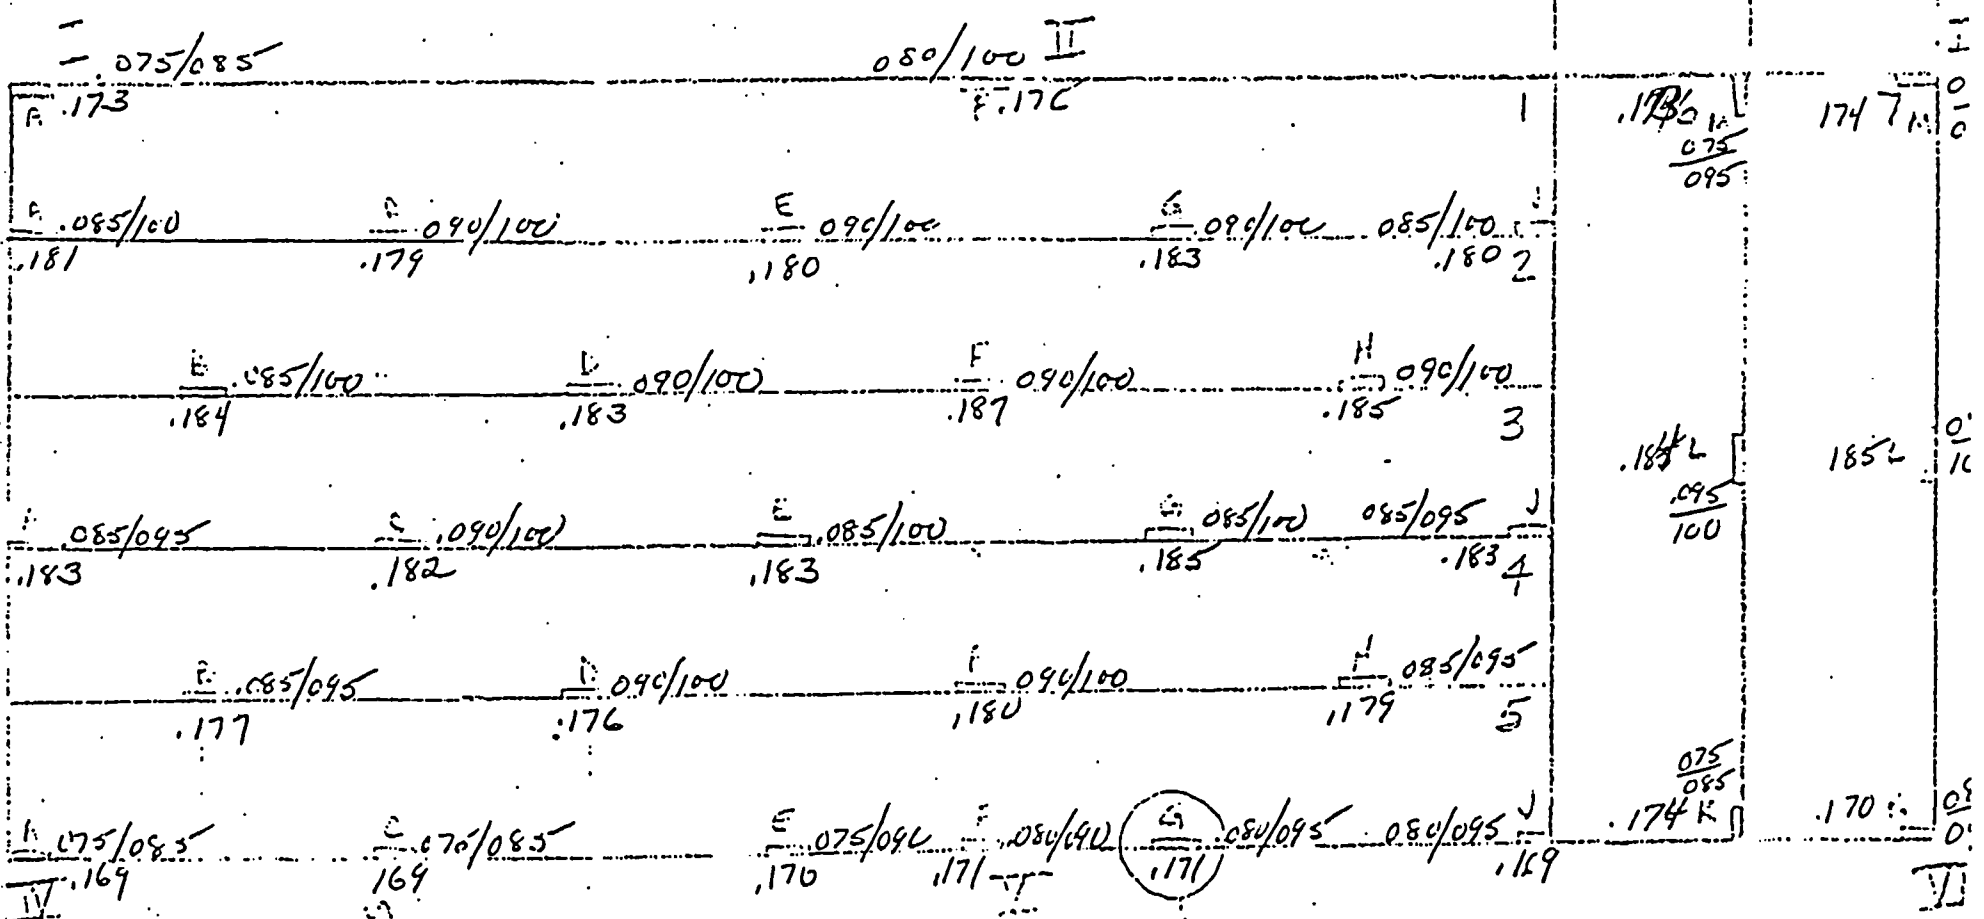 .075/085 080/100 II
A .173 F .176 1 174 M
075
095
A .085/100 090/100 E 090/100 G 090/100 085/100 J
.181 .179 .180 .183 .180 2
B .085/100 D 090/100 F 090/100 H 090/100
.184 .183 .187 .185 3
L 185 L
.095
100
.085/095 C .090/100 E .085/100 G 085/100 085/095 J
.183 .182 .183 .185 .183 4
B .085/095 D 090/100 F 090/100 H 085/095
.177 .176 .180 .179 5
075
085
.174 K .170
A 075/085 C 075/085 E 075/090 F .080/090 G .080/095 080/095 J
.169 169 .170 .171 .171 .169
IV V VI